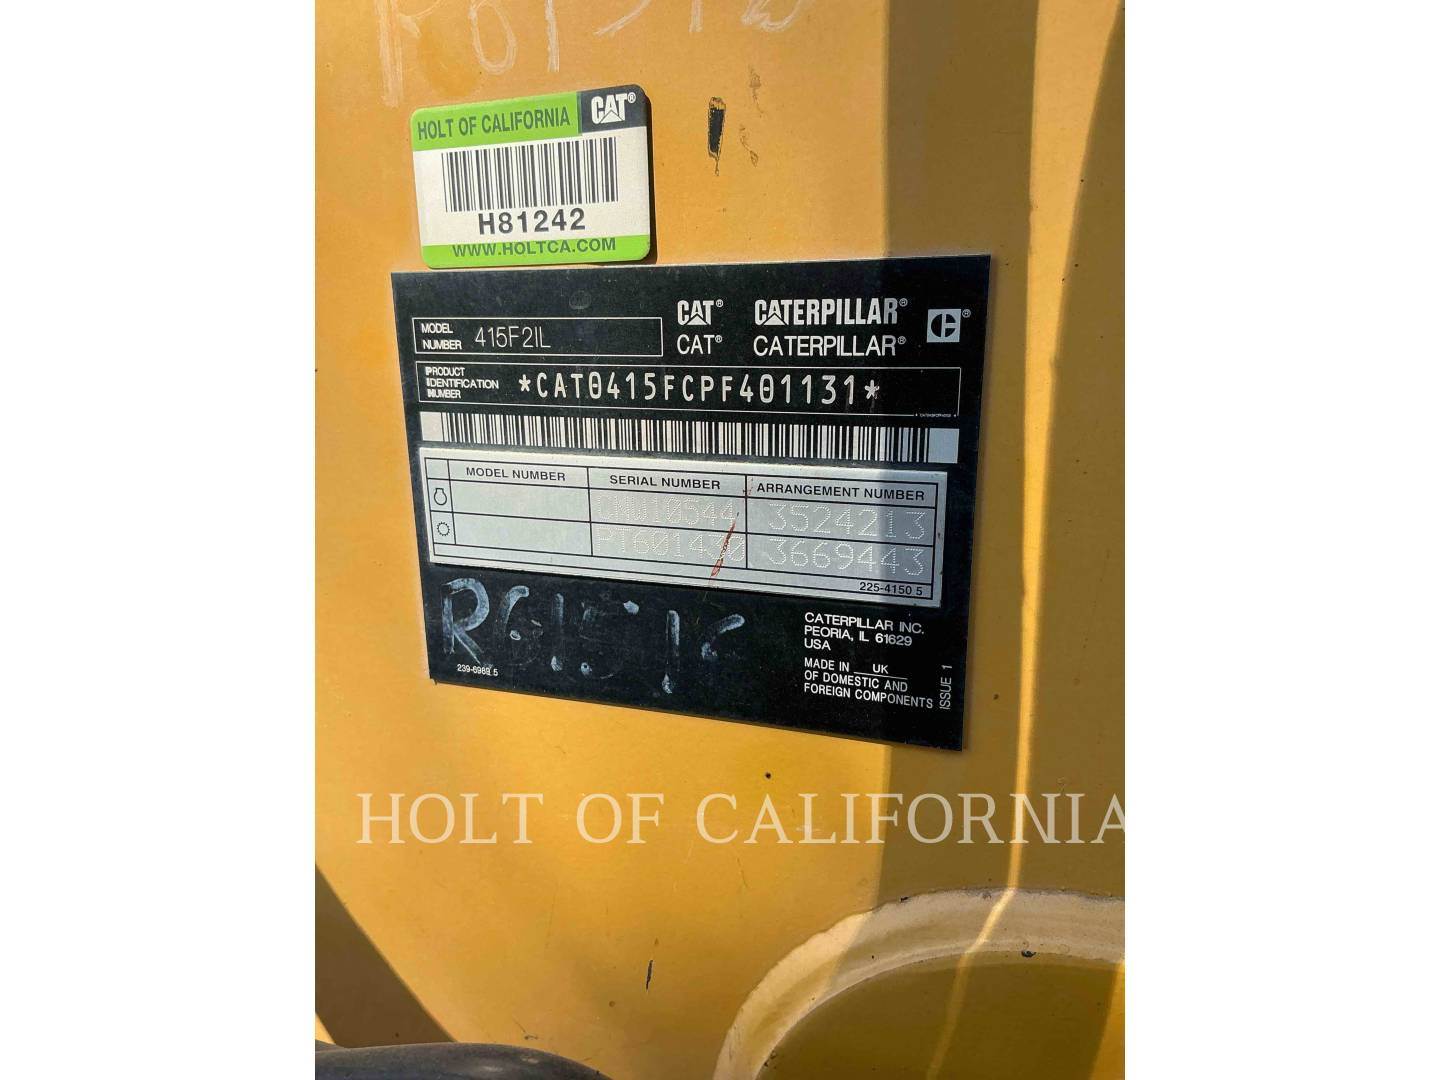 HOLT OF CALIFORNIA CAT®
H81242
WWW.HOLTCA.COM
CAT® CATERPILLAR®
CAT® CATERPILLAR®
MODEL NUMBER 415F2IL
PRODUCT IDENTIFICATION NUMBER *CAT0415FCPF401131*
MODEL NUMBER SERIAL NUMBER ARRANGEMENT NUMBER
CMW10544 3524213
PT601430 3669443
225-4150 5
CATERPILLAR INC.
PEORIA, IL 61629
USA
MADE IN UK
OF DOMESTIC AND
FOREIGN COMPONENTS
ISSUE 1
239-6989 5
HOLT OF CALIFORNIA